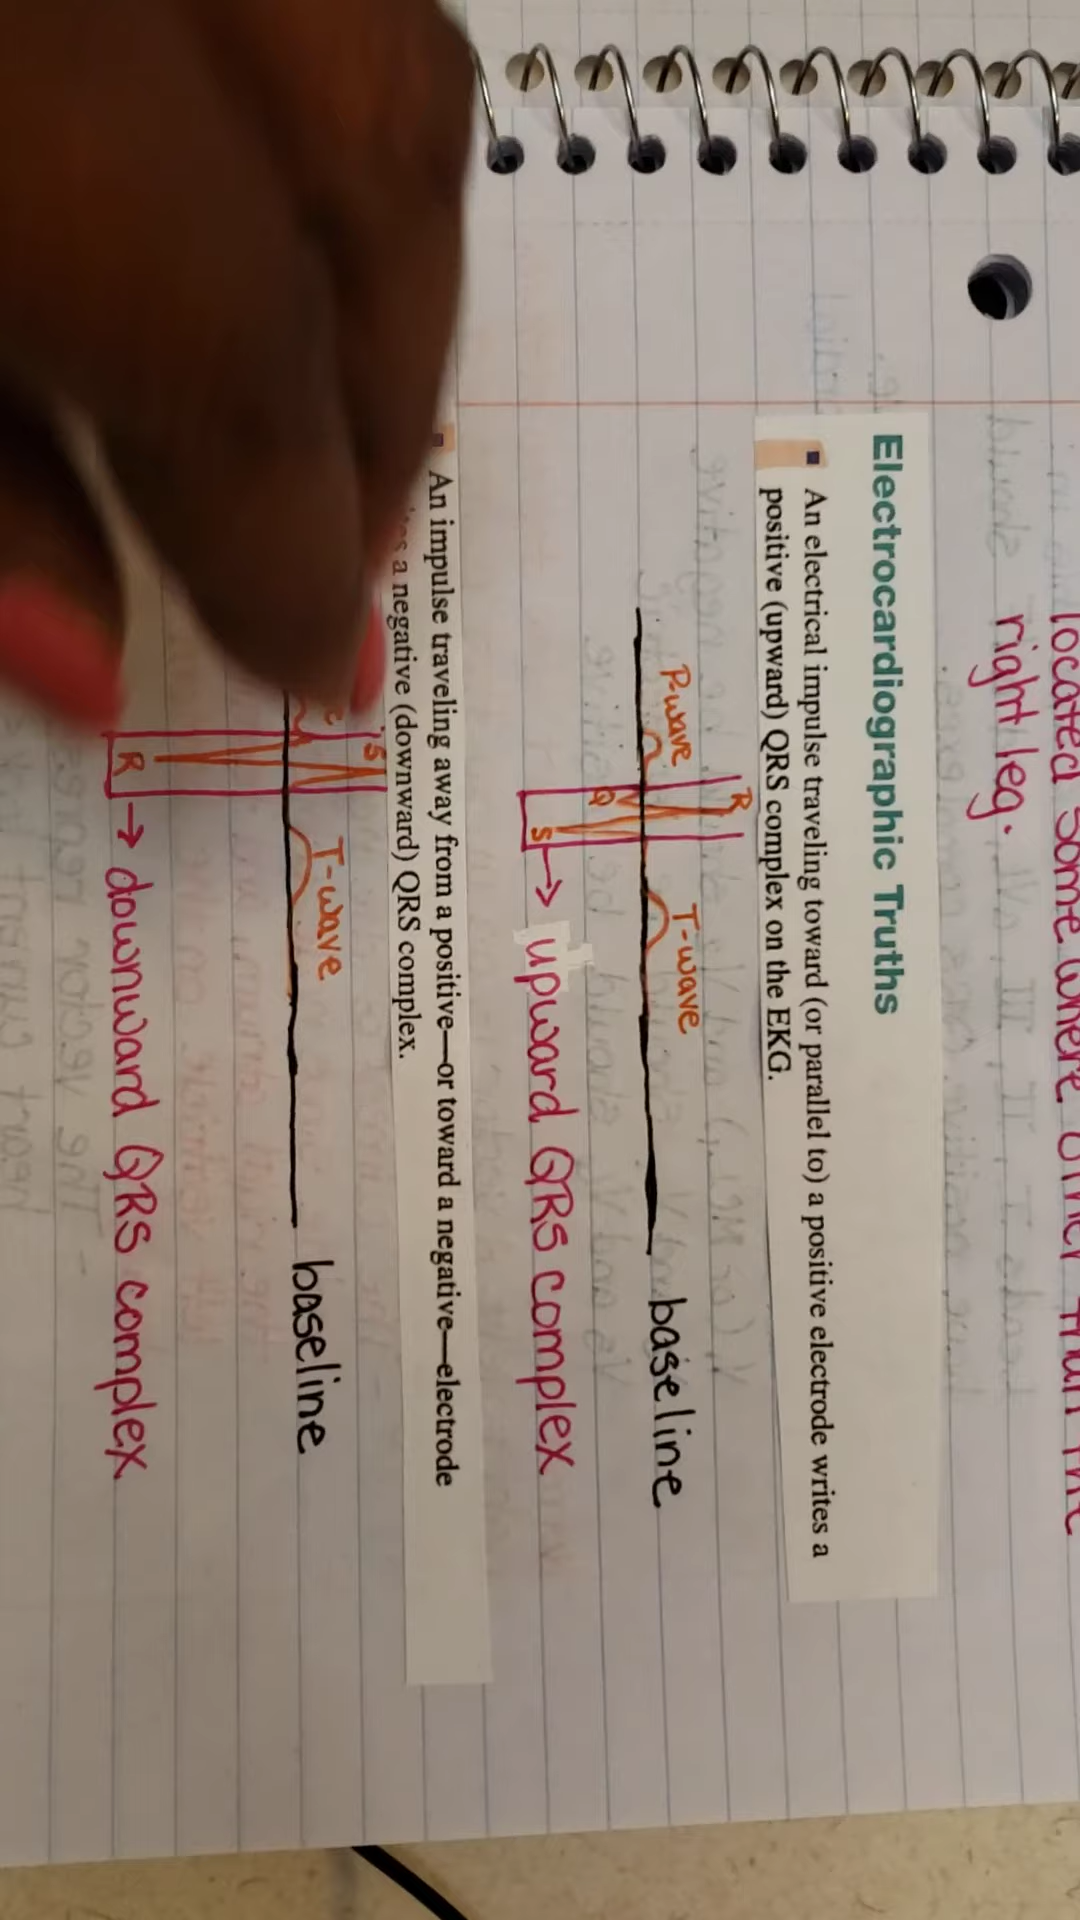 located somewhere other than the
right leg.
Electrocardiographic Truths
An electrical impulse traveling toward (or parallel to) a positive electrode writes a
positive (upward) QRS complex on the EKG.
R
P-wave
T-wave
baseline
Q
S
→ upward QRS complex
An impulse traveling away from a positive—or toward a negative—electrode
a negative (downward) QRS complex.
S
T-wave
baseline
R
→ downward QRS complex